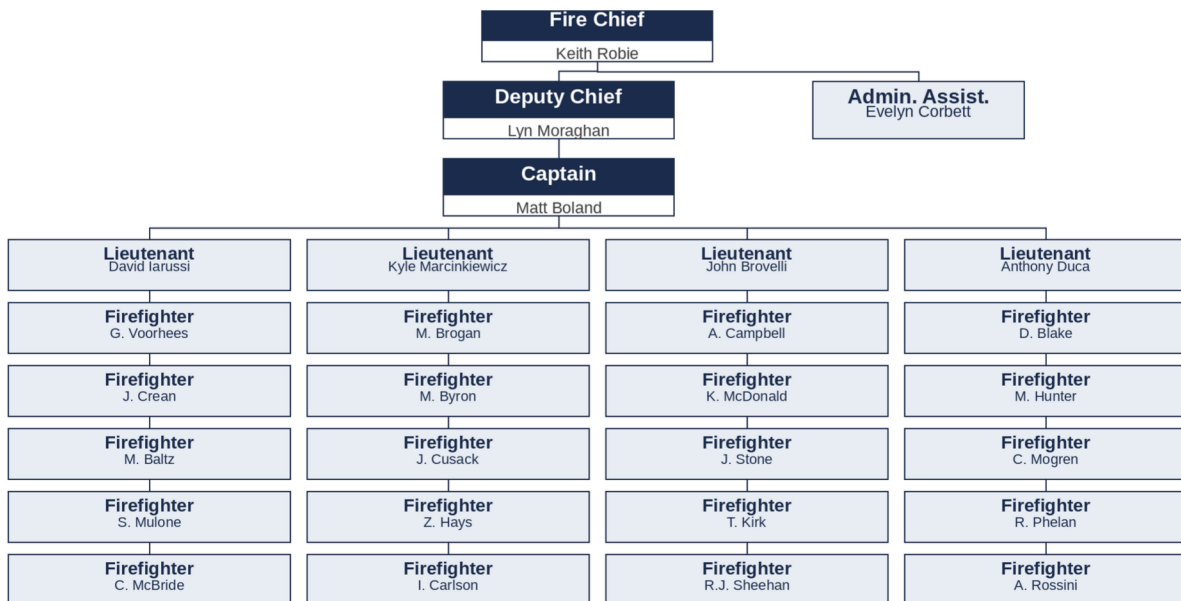 Fire Chief
Keith Robie
Deputy Chief
Lyn Moraghan
Admin. Assist.
Evelyn Corbett
Captain
Matt Boland
Lieutenant
David Iarussi
Lieutenant
Kyle Marcinkiewicz
Lieutenant
John Brovelli
Lieutenant
Anthony Duca
Firefighter
G. Voorhees
Firefighter
M. Brogan
Firefighter
A. Campbell
Firefighter
D. Blake
Firefighter
J. Crean
Firefighter
M. Byron
Firefighter
K. McDonald
Firefighter
M. Hunter
Firefighter
M. Baltz
Firefighter
J. Cusack
Firefighter
J. Stone
Firefighter
C. Mogren
Firefighter
S. Mulone
Firefighter
Z. Hays
Firefighter
T. Kirk
Firefighter
R. Phelan
Firefighter
C. McBride
Firefighter
I. Carlson
Firefighter
R.J. Sheehan
Firefighter
A. Rossini